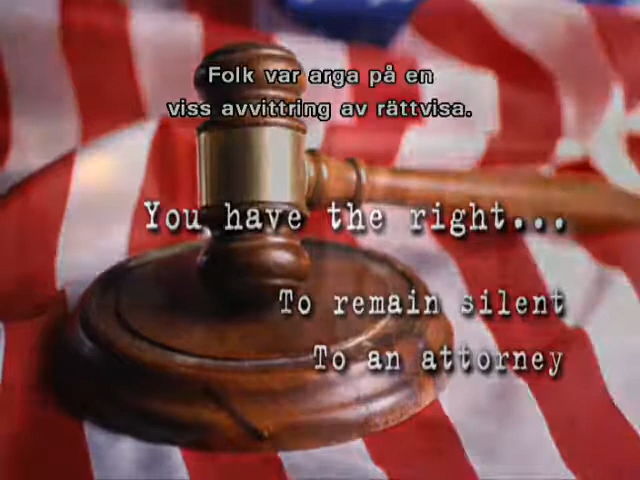 Folk var arga på en
viss avvittring av rättvisa.
You have the right...
To remain silent
To an attorney